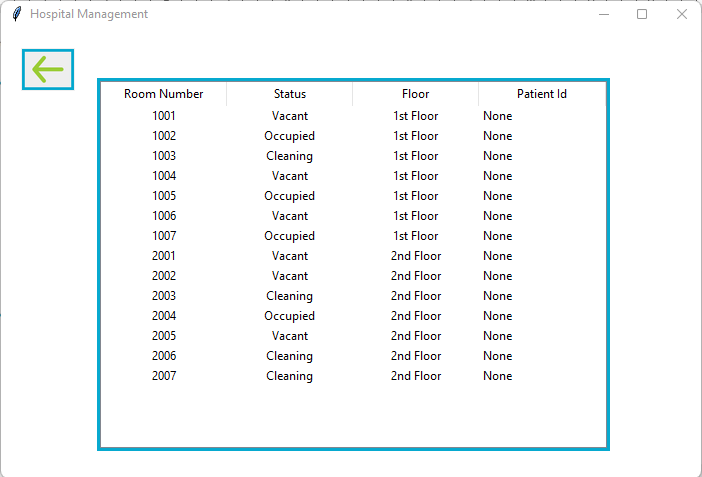 Hospital Management
Room Number Status Floor Patient Id
1001 Vacant 1st Floor None
1002 Occupied 1st Floor None
1003 Cleaning 1st Floor None
1004 Vacant 1st Floor None
1005 Occupied 1st Floor None
1006 Vacant 1st Floor None
1007 Occupied 1st Floor None
2001 Vacant 2nd Floor None
2002 Vacant 2nd Floor None
2003 Cleaning 2nd Floor None
2004 Occupied 2nd Floor None
2005 Vacant 2nd Floor None
2006 Cleaning 2nd Floor None
2007 Cleaning 2nd Floor None